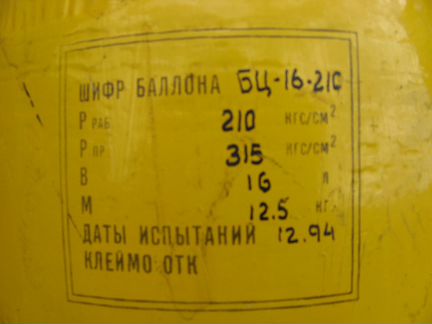 ШИФР БАЛЛОНА БЦ-16-210
Р РАБ 210 КГС/СМ²
Р ПР 315 КГС/СМ²
В 16 Л
М 12.5 КГ
ДАТЫ ИСПЫТАНИЙ 12.94
КЛЕЙМО ОТК